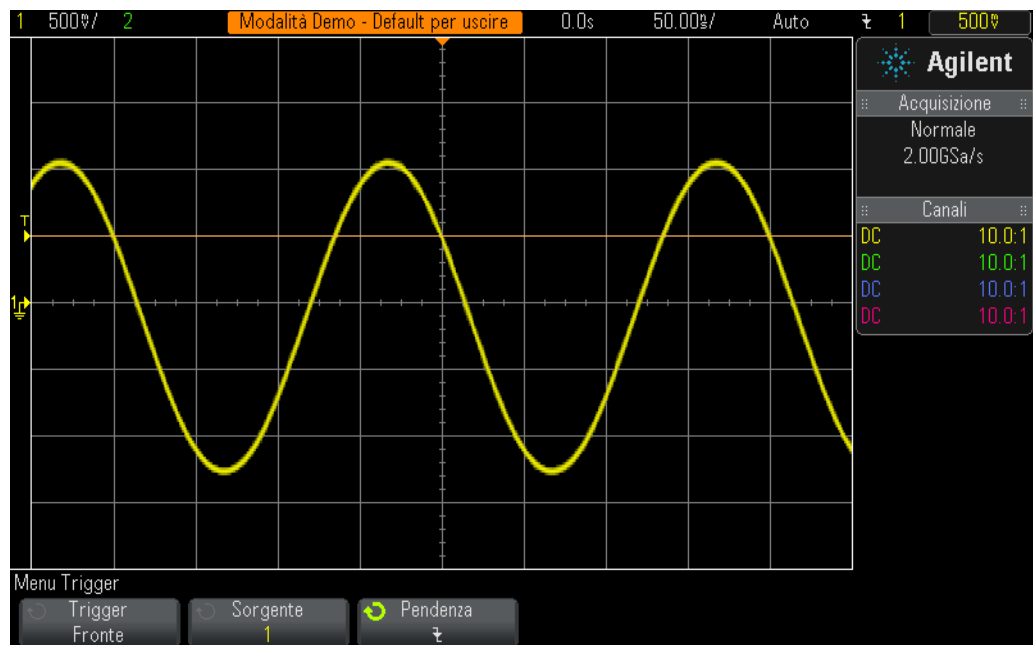 1 500mV/ 2 Modalità Demo - Default per uscire 0.0s 50.00ns/ Auto 1 500mV
Agilent
Acquisizione
Normale
2.00GSa/s
Canali
DC 10.0:1
DC 10.0:1
DC 10.0:1
DC 10.0:1
T
1
Menu Trigger
Trigger
Fronte
Sorgente
1
Pendenza